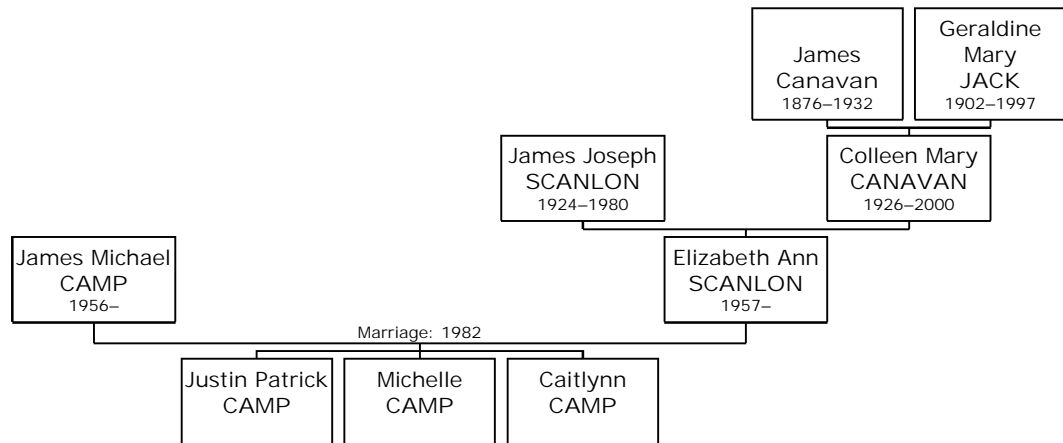 James
Canavan
1876–1932
Geraldine
Mary
JACK
1902–1997
James Joseph
SCANLON
1924–1980
Colleen Mary
CANAVAN
1926–2000
James Michael
CAMP
1956–
Elizabeth Ann
SCANLON
1957–
Marriage: 1982
Justin Patrick
CAMP
Michelle
CAMP
Caitlynn
CAMP